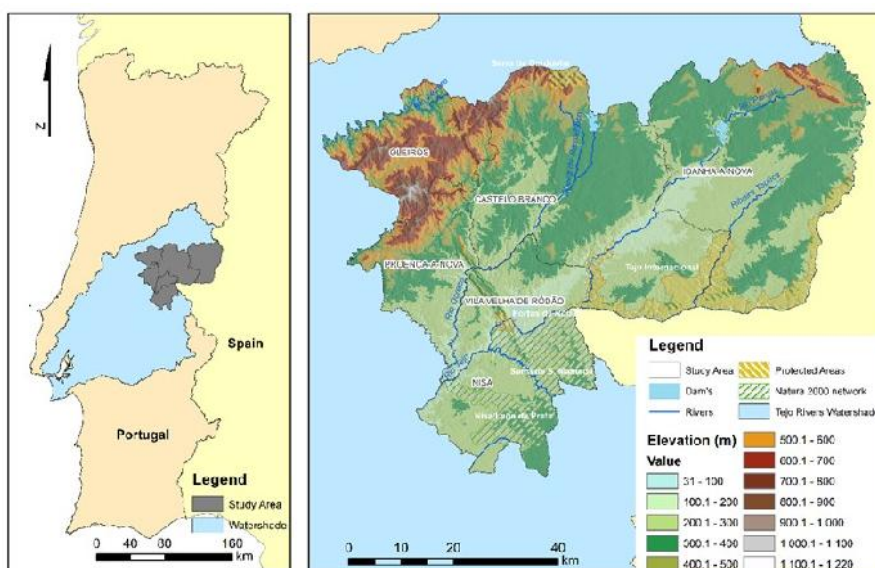 N
Spain
Portugal
Legend
Study Area
Watersheds
0 40 80 160
km
OLEIROS
CASTELO BRANCO
IDANHA-A-NOVA
PROENÇA-A-NOVA
VILA VELHA DE RÓDÃO
Tejo Internacional
NISA
0 10 20 40
km
Legend
Study Area
Protected Areas
Dam's
Natura 2000 network
Rivers
Tejo Rivers Watershade
Elevation (m)
Value
31 - 100
100.1 - 200
200.1 - 300
300.1 - 400
400.1 - 500
500.1 - 600
600.1 - 700
700.1 - 800
800.1 - 900
900.1 - 1 000
1 000.1 - 1 100
1 100.1 - 1 220